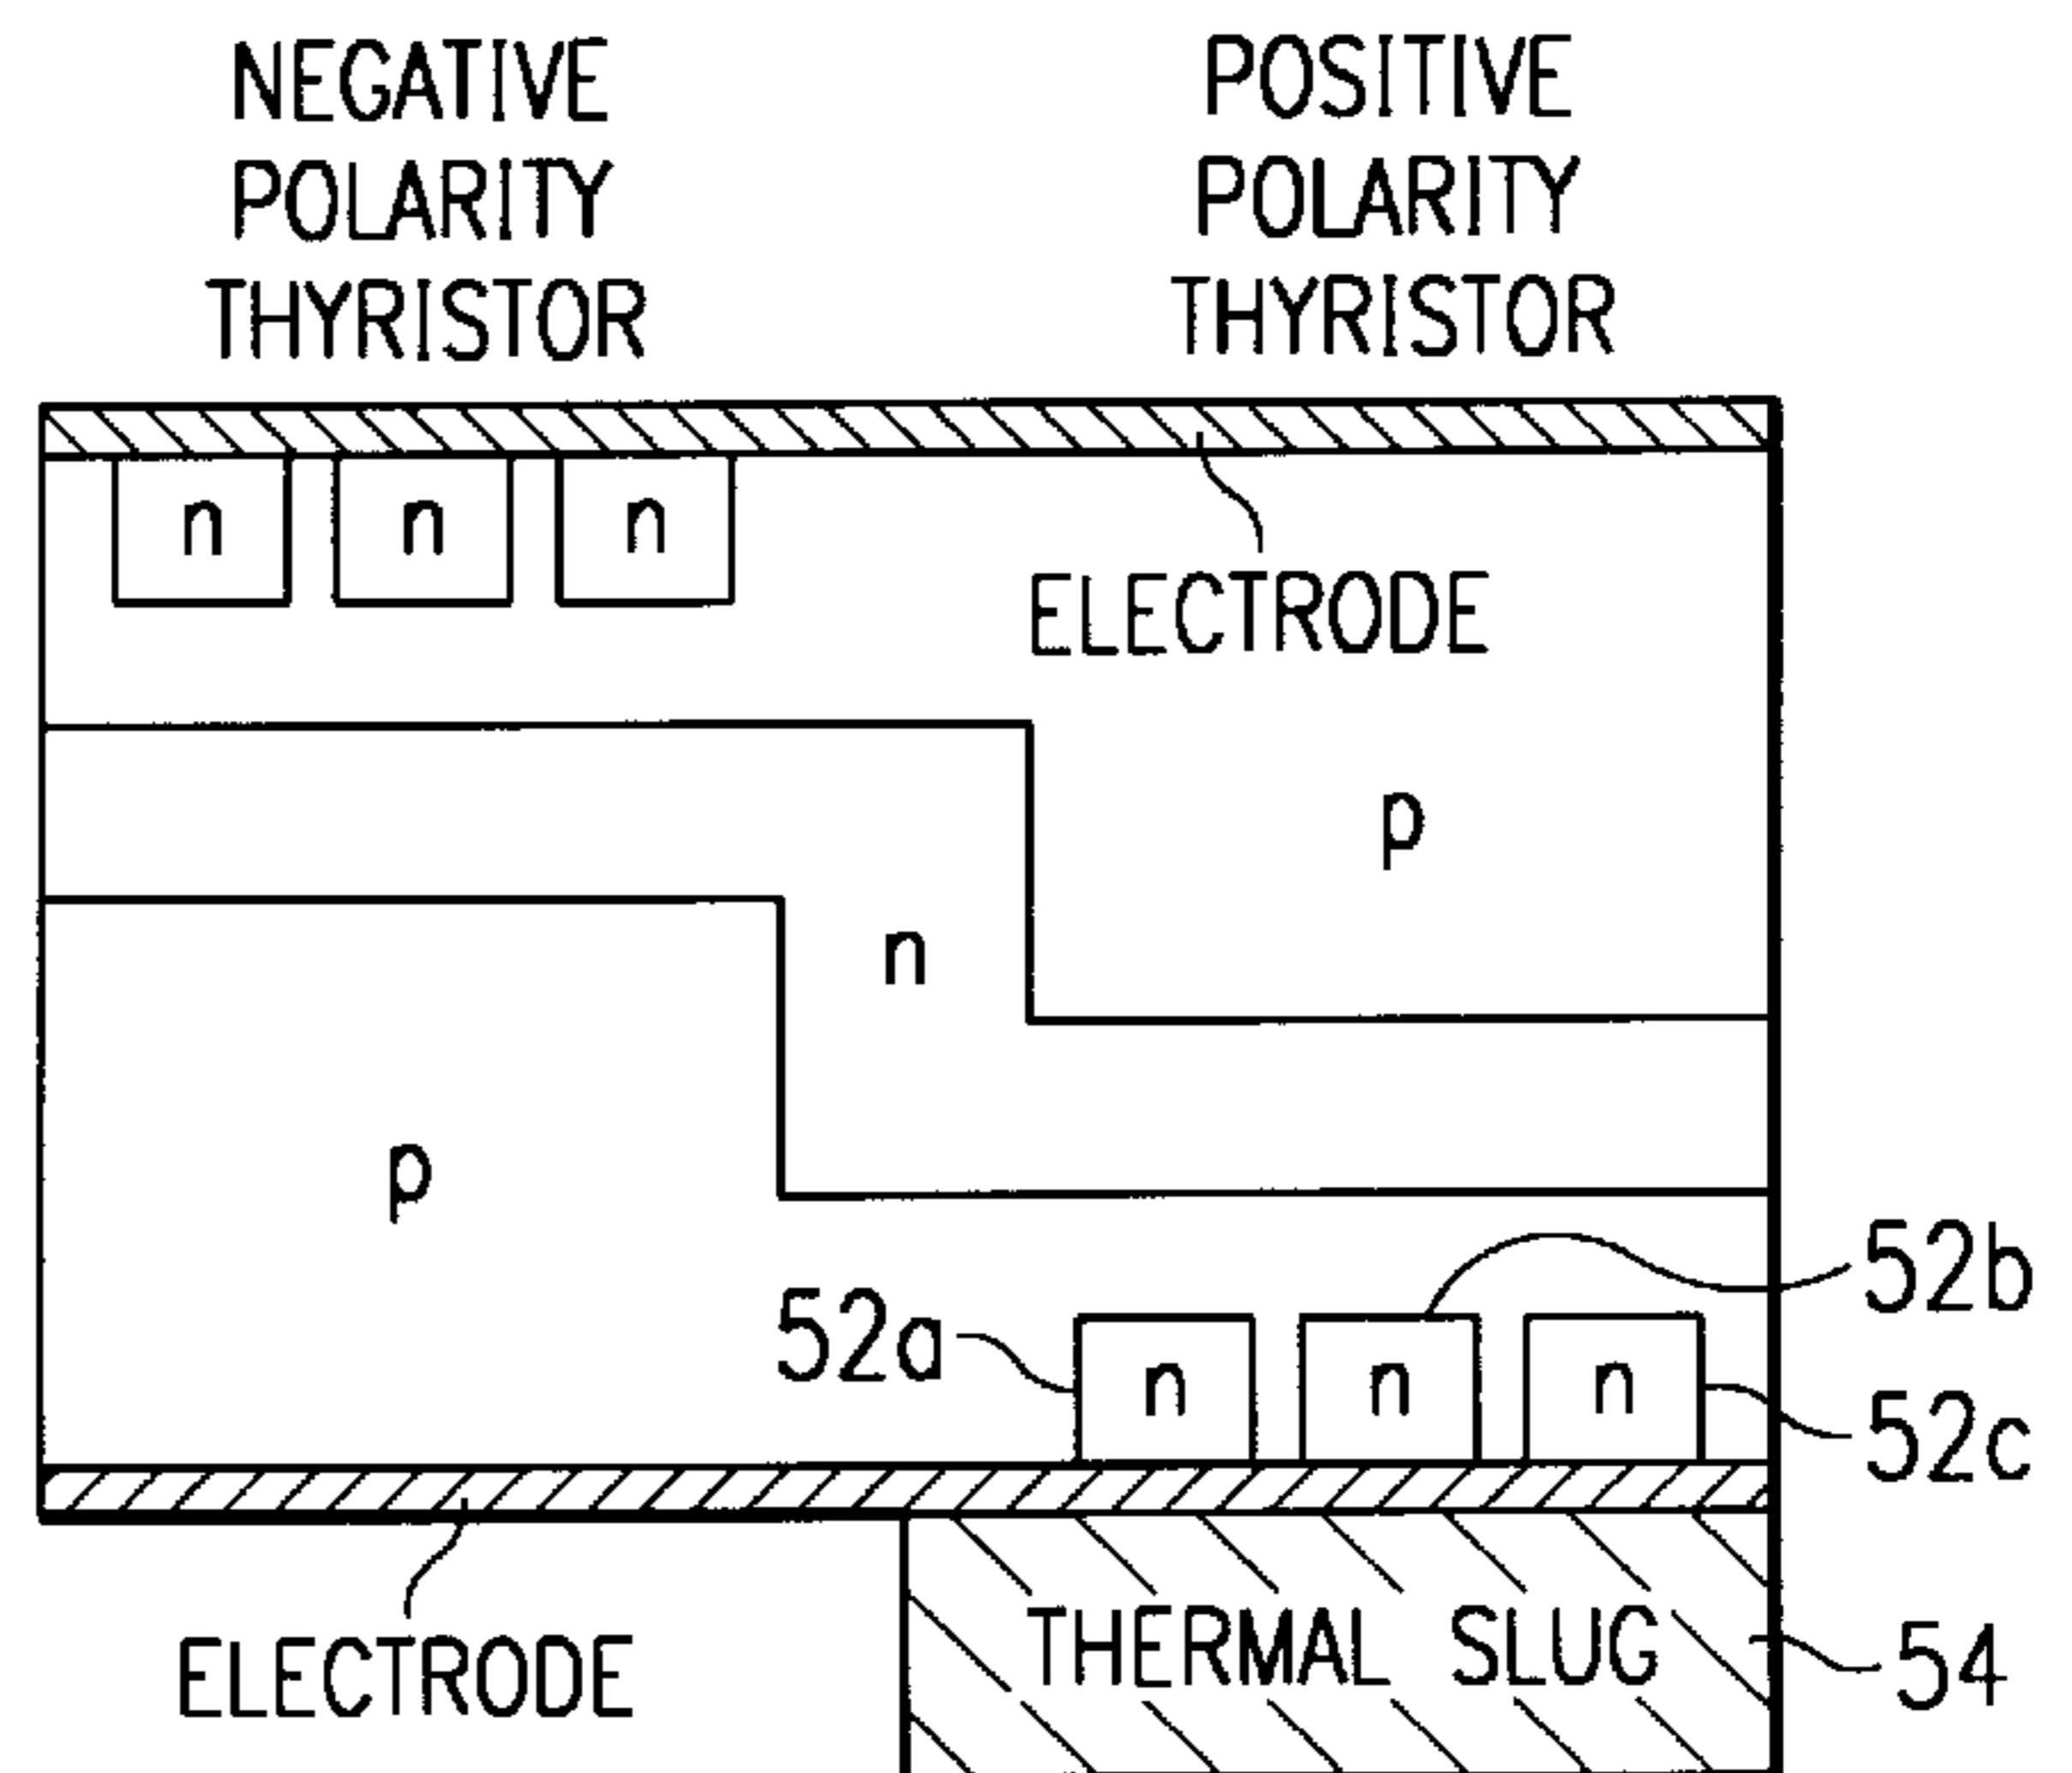 NEGATIVE
POLARITY
THYRISTOR
POSITIVE
POLARITY
THYRISTOR
n n n
ELECTRODE
p
n
p
52b
52a
n n n
52c
ELECTRODE
THERMAL SLUG
54